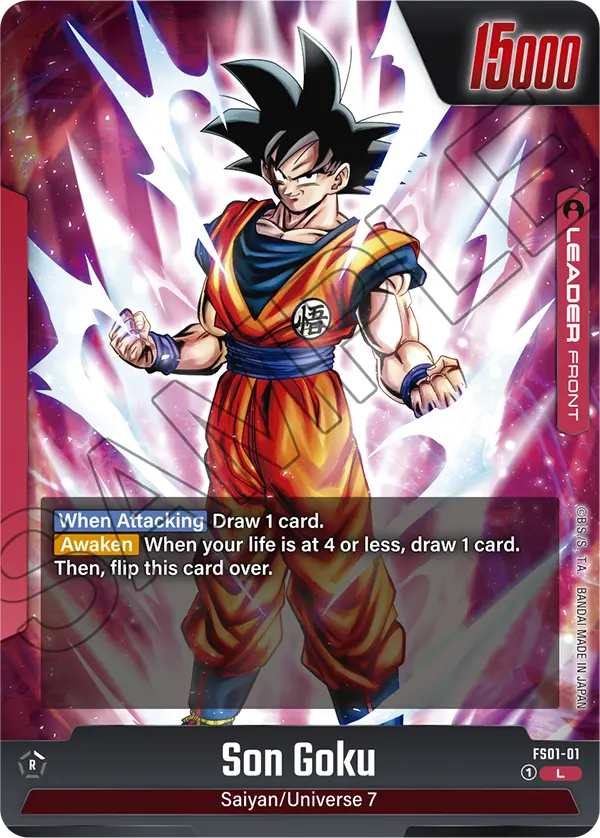 15000
LEADER FRONT
悟
SAMPLE
When Attacking Draw 1 card.
Awaken When your life is at 4 or less, draw 1 card.
Then, flip this card over.
©B.S./S. T.A. BANDAI MADE IN JAPAN
R
Son Goku
FS01-01
1 L
Saiyan/Universe 7